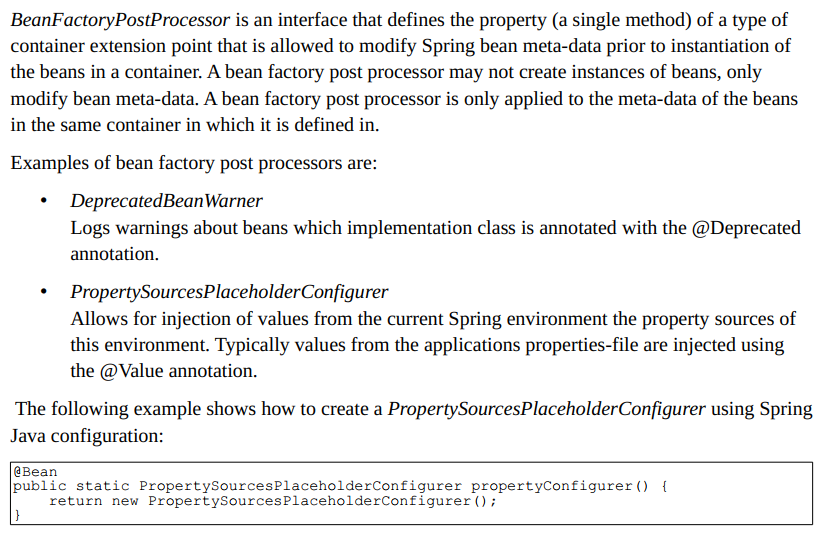 BeanFactoryPostProcessor is an interface that defines the property (a single method) of a type of
container extension point that is allowed to modify Spring bean meta-data prior to instantiation of
the beans in a container. A bean factory post processor may not create instances of beans, only
modify bean meta-data. A bean factory post processor is only applied to the meta-data of the beans
in the same container in which it is defined in.
Examples of bean factory post processors are:
• DeprecatedBeanWarner
Logs warnings about beans which implementation class is annotated with the @Deprecated
annotation.
• PropertySourcesPlaceholderConfigurer
Allows for injection of values from the current Spring environment the property sources of
this environment. Typically values from the applications properties-file are injected using
the @Value annotation.
The following example shows how to create a PropertySourcesPlaceholderConfigurer using Spring
Java configuration:
@Bean
public static PropertySourcesPlaceholderConfigurer propertyConfigurer() {
    return new PropertySourcesPlaceholderConfigurer();
}